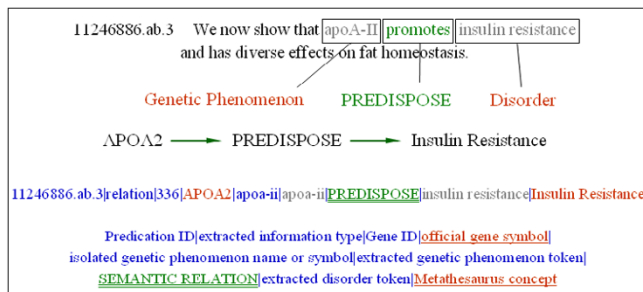 11246886.ab.3 We now show that apoA-II promotes insulin resistance
and has diverse effects on fat homeostasis.
Genetic Phenomenon PREDISPOSE Disorder
APOA2 PREDISPOSE Insulin Resistance
11246886.ab.3|relation|336|APOA2|apoa-ii|apoa-ii|PREDISPOSE|insulin resistance|Insulin Resistance
Predication ID|extracted information type|Gene ID|official gene symbol|
isolated genetic phenomenon name or symbol|extracted genetic phenomenon token|
SEMANTIC RELATION|extracted disorder token|Metathesaurus concept